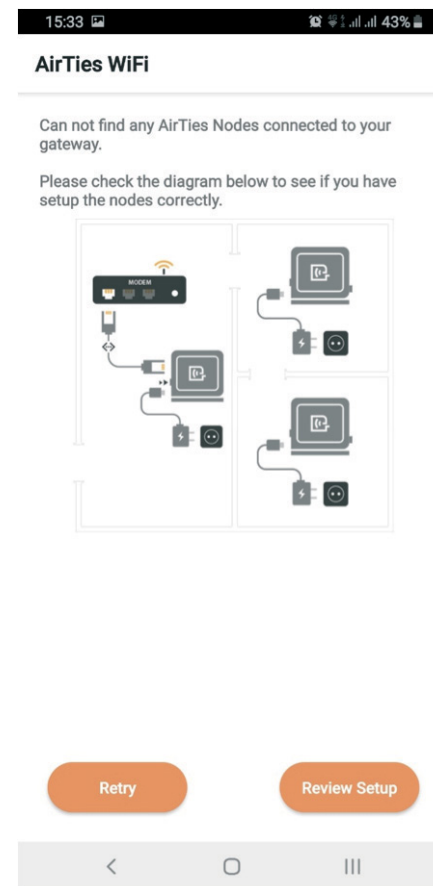 15:33
4G
43%
AirTies WiFi
Can not find any AirTies Nodes connected to your
gateway.
Please check the diagram below to see if you have
setup the nodes correctly.
MODEM
Retry
Review Setup